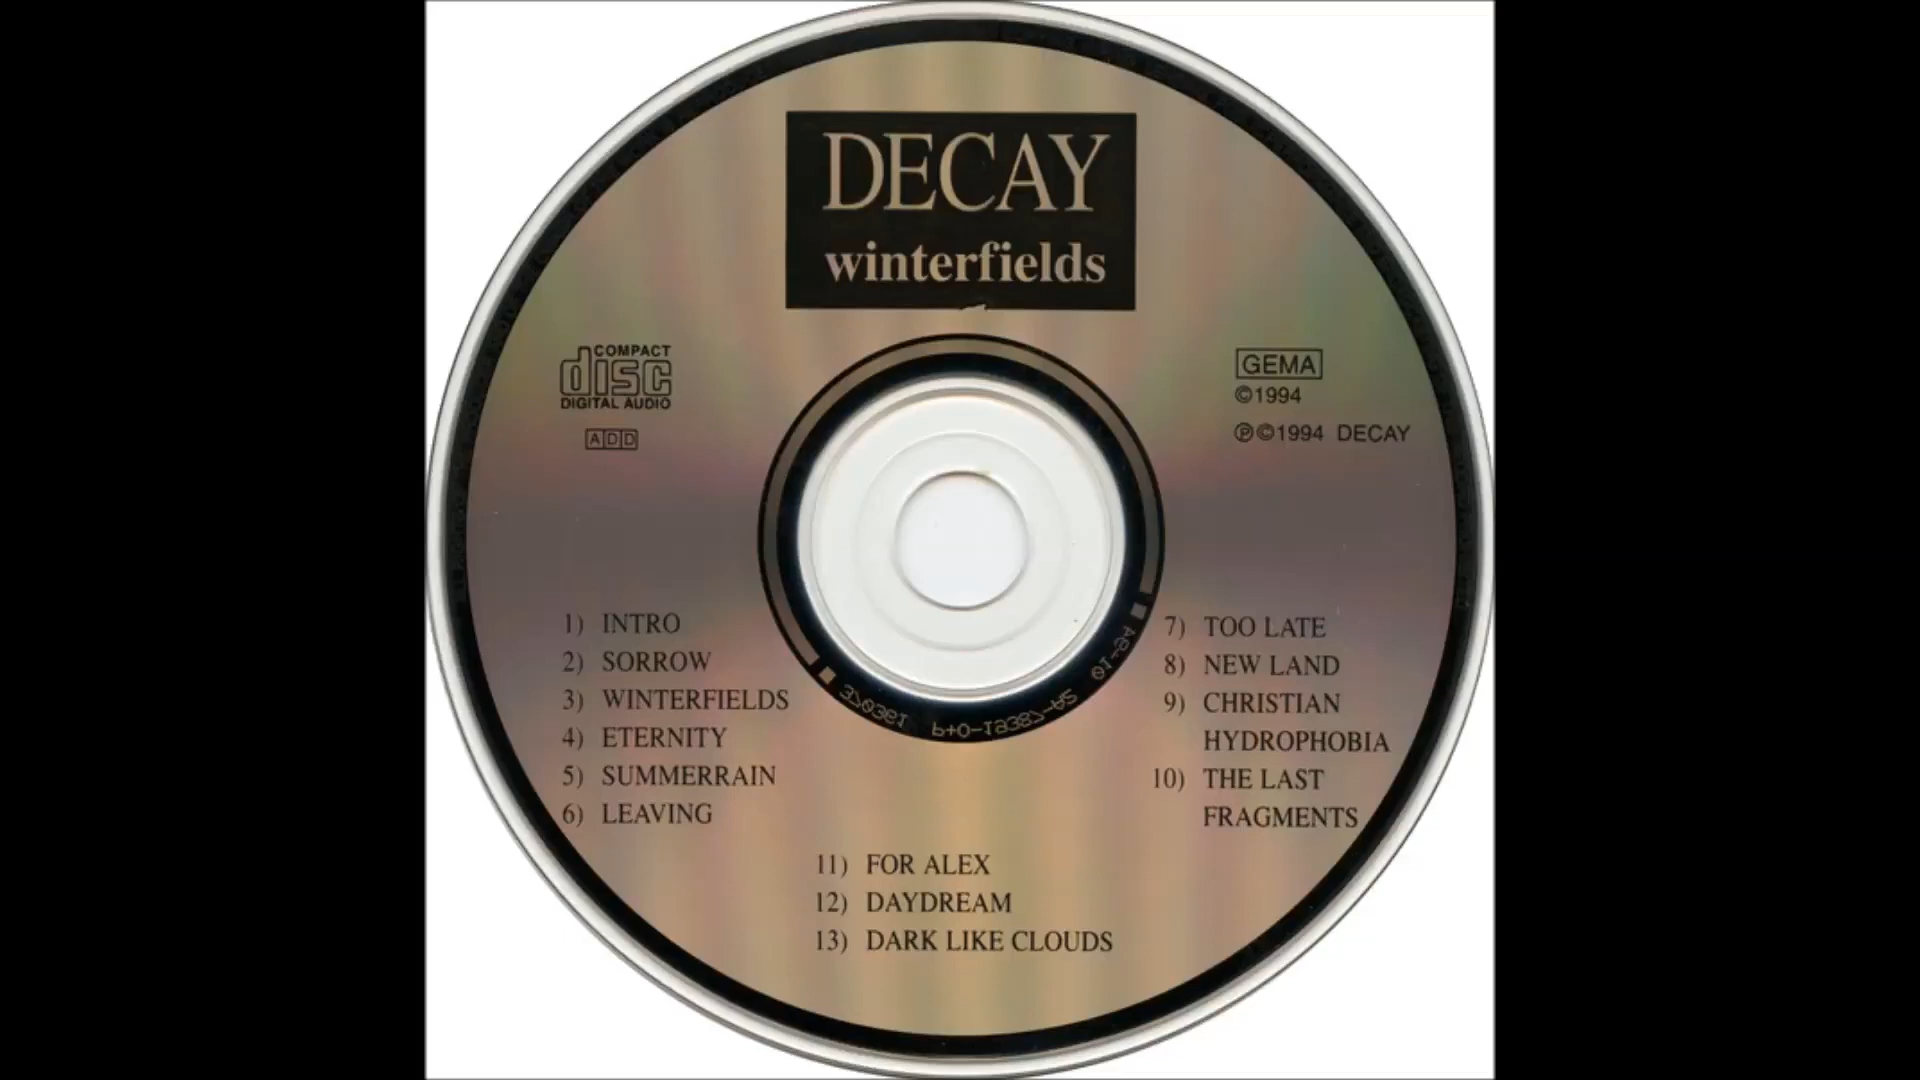 DECAY
winterfields
COMPACT
disc
DIGITAL AUDIO
ADD
GEMA
©1994
℗©1994 DECAY
1) INTRO
2) SORROW
3) WINTERFIELDS
4) ETERNITY
5) SUMMERRAIN
6) LEAVING
7) TOO LATE
8) NEW LAND
9) CHRISTIAN
HYDROPHOBIA
10) THE LAST
FRAGMENTS
11) FOR ALEX
12) DAYDREAM
13) DARK LIKE CLOUDS